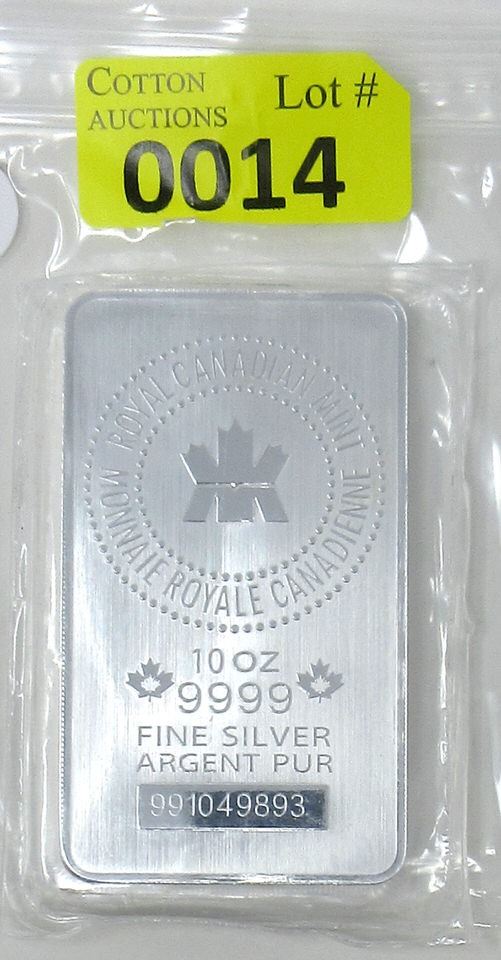 COTTON
AUCTIONS
Lot #
0014
ROYAL CANADIAN MINT
MONNAIE ROYALE CANADIENNE
10 OZ
9999
FINE SILVER
ARGENT PUR
991049893